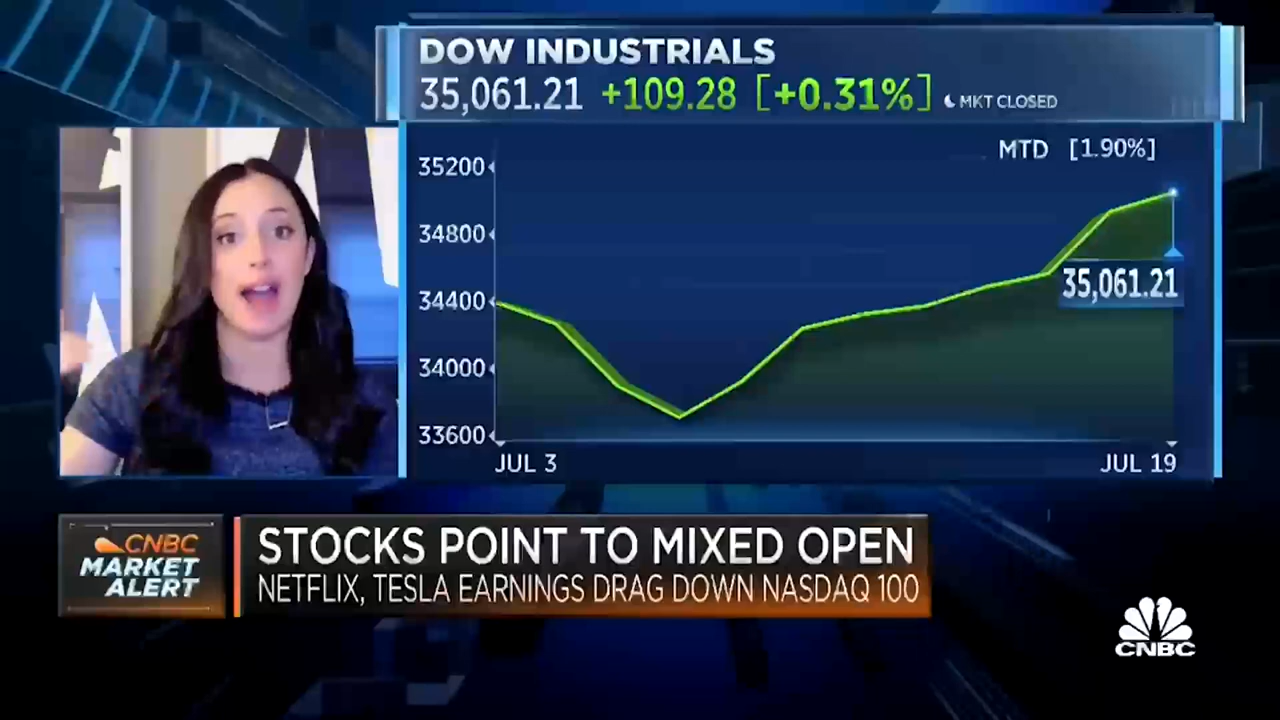 DOW INDUSTRIALS
35,061.21 +109.28 [+0.31%] MKT CLOSED
MTD [1.90%]
35200
34800
34400
34000
33600
35,061.21
JUL 3
JUL 19
CNBC
MARKET
ALERT
STOCKS POINT TO MIXED OPEN
NETFLIX, TESLA EARNINGS DRAG DOWN NASDAQ 100
CNBC